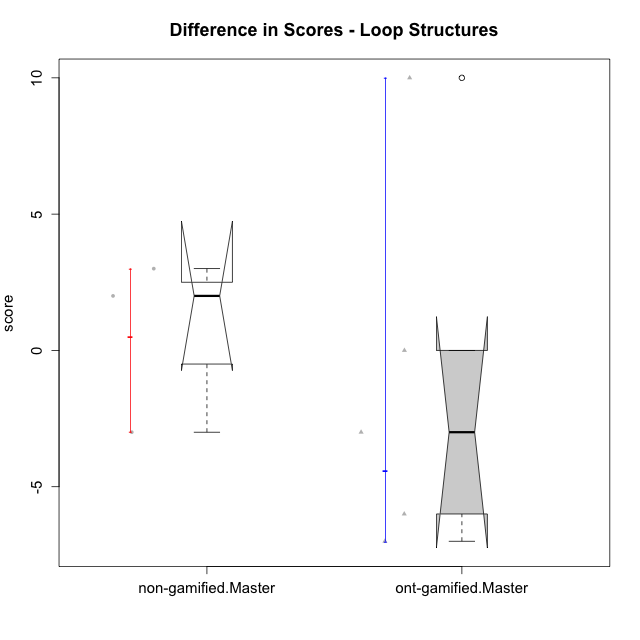 Difference in Scores - Loop Structures
score
10
5
0
-5
non-gamified.Master
ont-gamified.Master